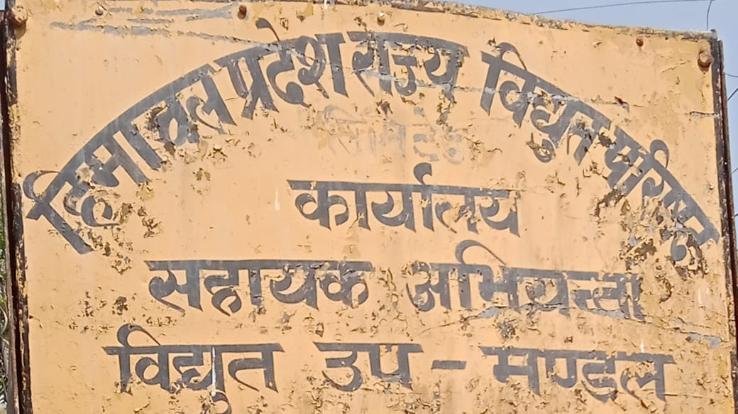 हिमाचल प्रदेश राज्य विद्युत परिषद
लिमिटेड
कार्यालय
सहायक अभियन्ता
विद्युत उप - मण्डल